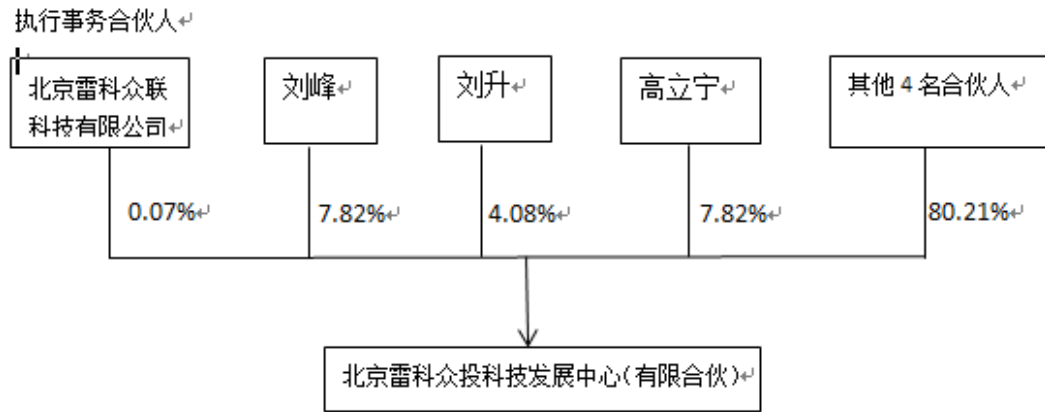 执行事务合伙人
北京雷科众联
科技有限公司
刘峰
刘升
高立宁
其他 4 名合伙人
0.07%
7.82%
4.08%
7.82%
80.21%
北京雷科众投科技发展中心（有限合伙）